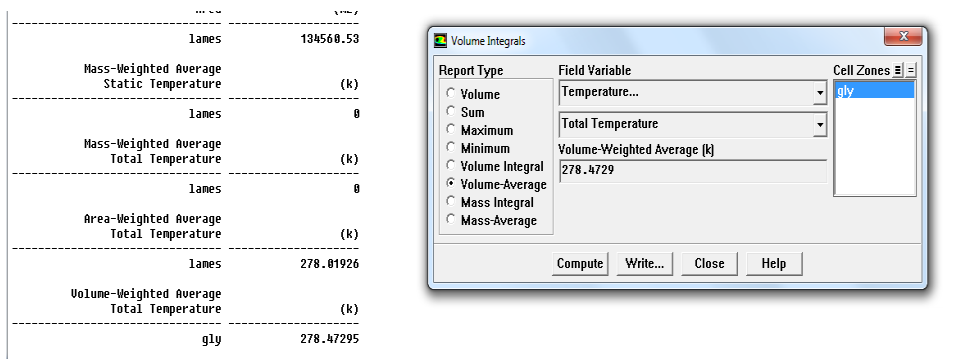 Area (m2)
lames 134560.53
Mass-Weighted Average
Static Temperature (k)
lames 0
Mass-Weighted Average
Total Temperature (k)
lames 0
Area-Weighted Average
Total Temperature (k)
lames 278.01926
Volume-Weighted Average
Total Temperature (k)
gly 278.47295
Volume Integrals
Report Type
Volume
Sum
Maximum
Minimum
Volume Integral
Volume-Average
Mass Integral
Mass-Average
Field Variable
Temperature...
Total Temperature
Volume-Weighted Average (k)
278.4729
Cell Zones
gly
Compute Write... Close Help